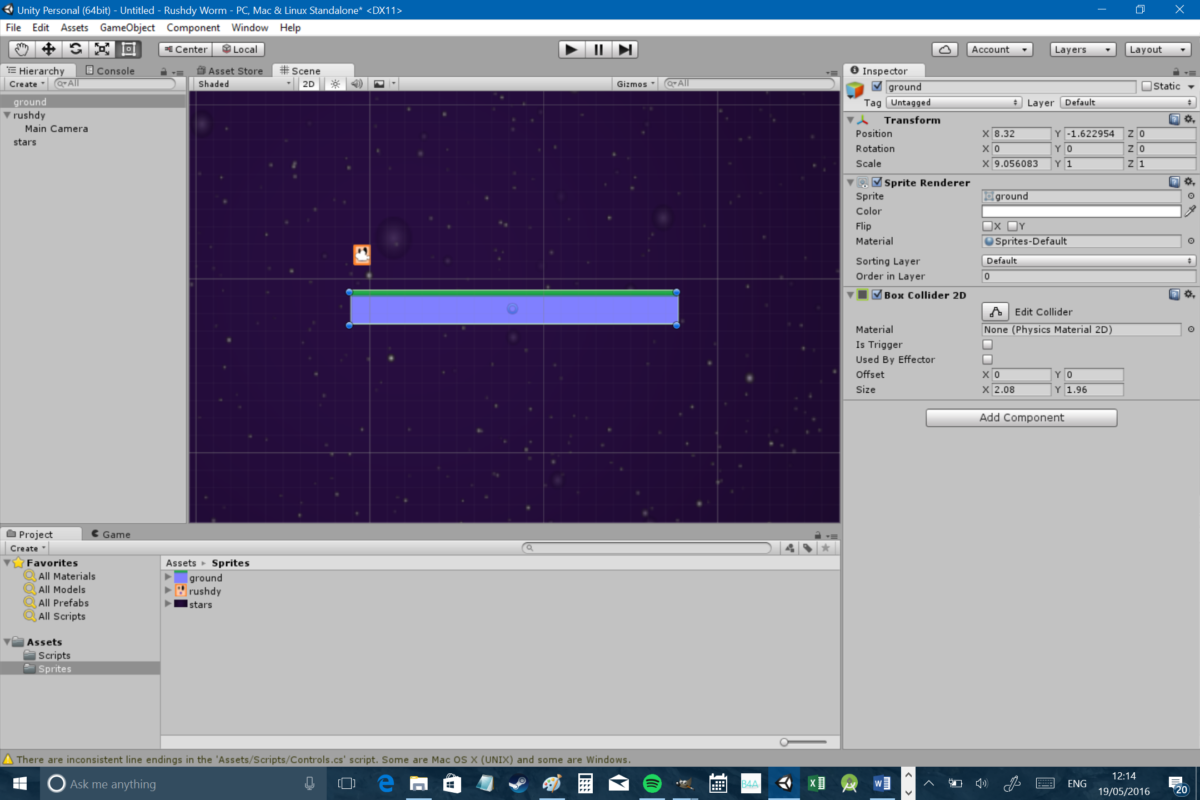 Unity Personal (64bit) - Untitled - Rushdy Worm - PC, Mac & Linux Standalone* <DX11>
File Edit Assets GameObject Component Window Help
Center Local Account Layers Layout
Hierarchy Console Asset Store Scene Inspector
Create All Shaded 2D Gizmos All
ground
rushdy
Main Camera
stars
ground Static
Tag Untagged Layer Default
Transform
Position X 8.32 Y -1.622954 Z 0
Rotation X 0 Y 0 Z 0
Scale X 9.056083 Y 1 Z 1
Sprite Renderer
Sprite ground
Color
Flip X Y
Material Sprites-Default
Sorting Layer Default
Order in Layer 0
Box Collider 2D
Edit Collider
Material None (Physics Material 2D)
Is Trigger
Used By Effector
Offset X 0 Y 0
Size X 2.08 Y 1.96
Add Component
Project Game
Create
Favorites
All Materials
All Models
All Prefabs
All Scripts
Assets
Scripts
Sprites
Assets Sprites
ground
rushdy
stars
There are inconsistent line endings in the 'Assets/Scripts/Controls.cs' script. Some are Mac OS X (UNIX) and some are Windows.
Ask me anything B4A ENG 12:14
19/05/2016 20